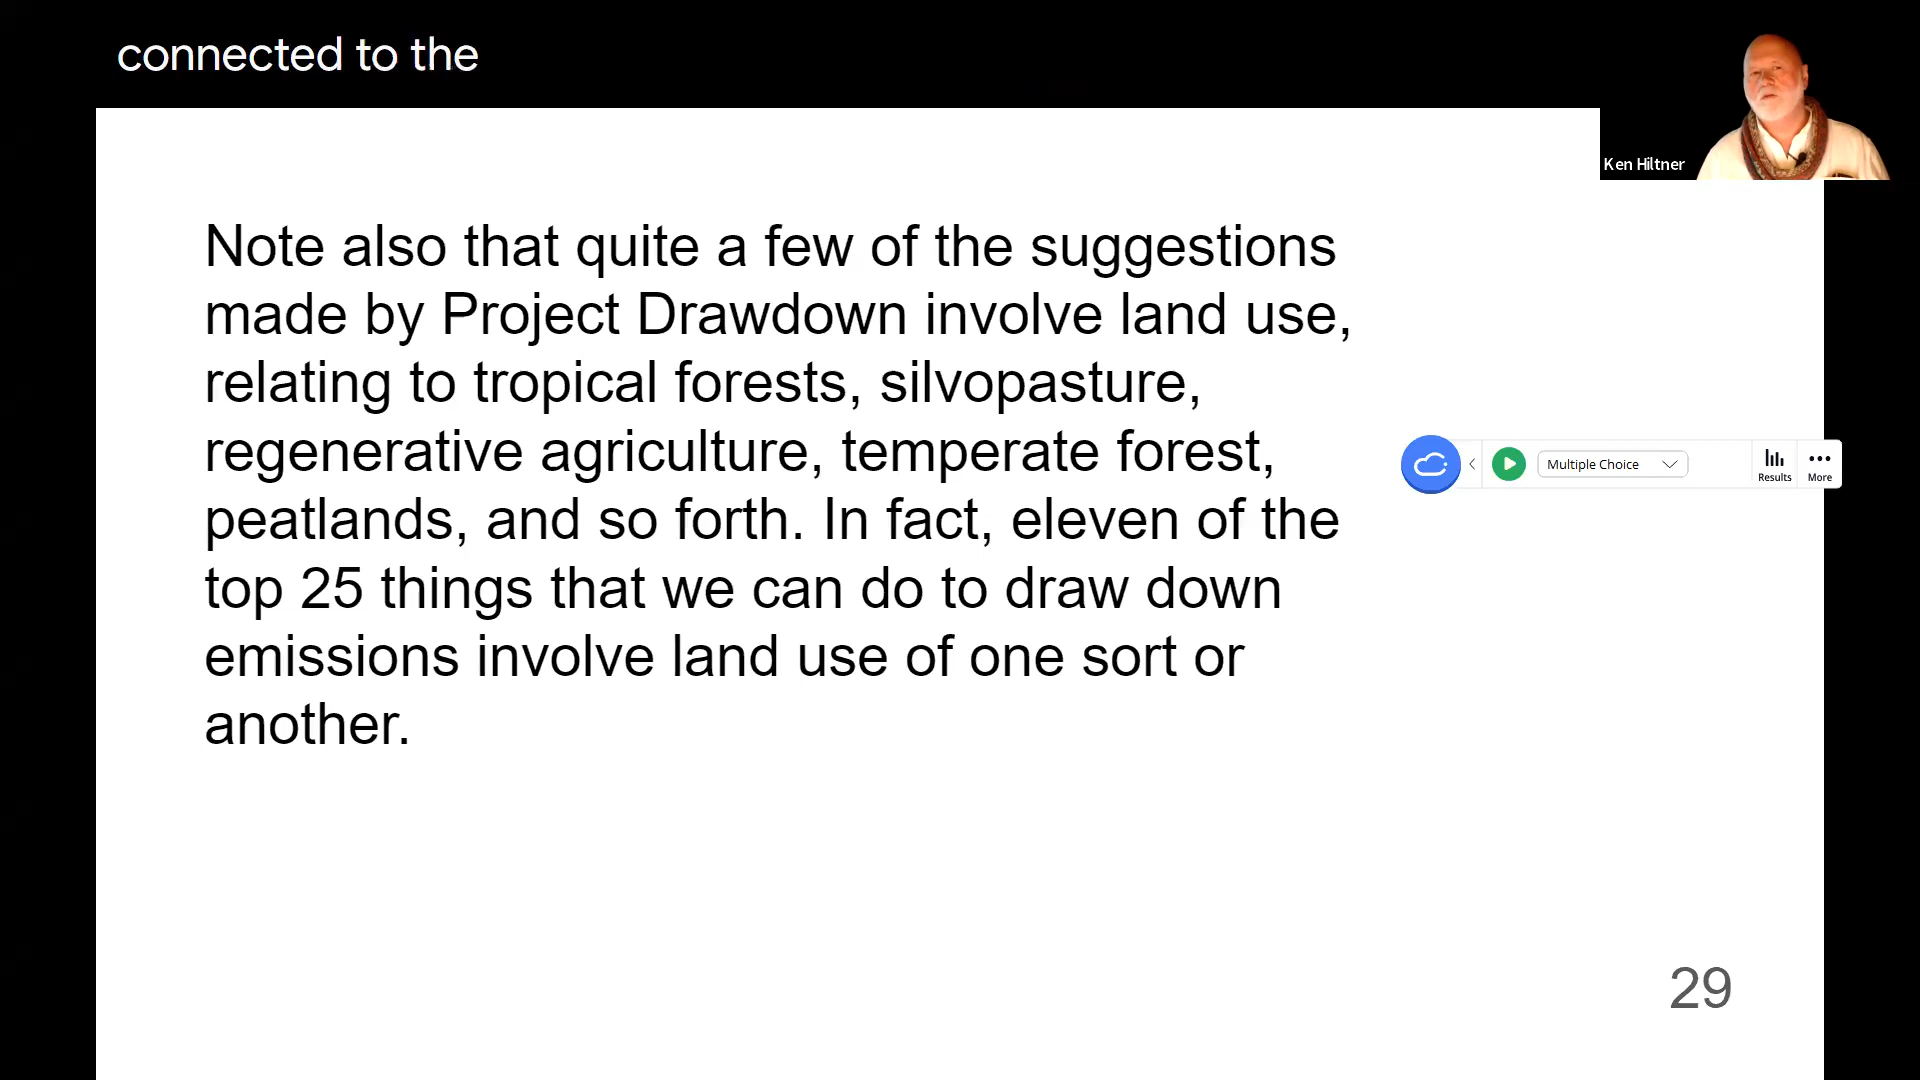 connected to the
Ken Hiltner
Note also that quite a few of the suggestions
made by Project Drawdown involve land use,
relating to tropical forests, silvopasture,
regenerative agriculture, temperate forest,
peatlands, and so forth. In fact, eleven of the
top 25 things that we can do to draw down
emissions involve land use of one sort or
another.
Multiple Choice
Results
More
29